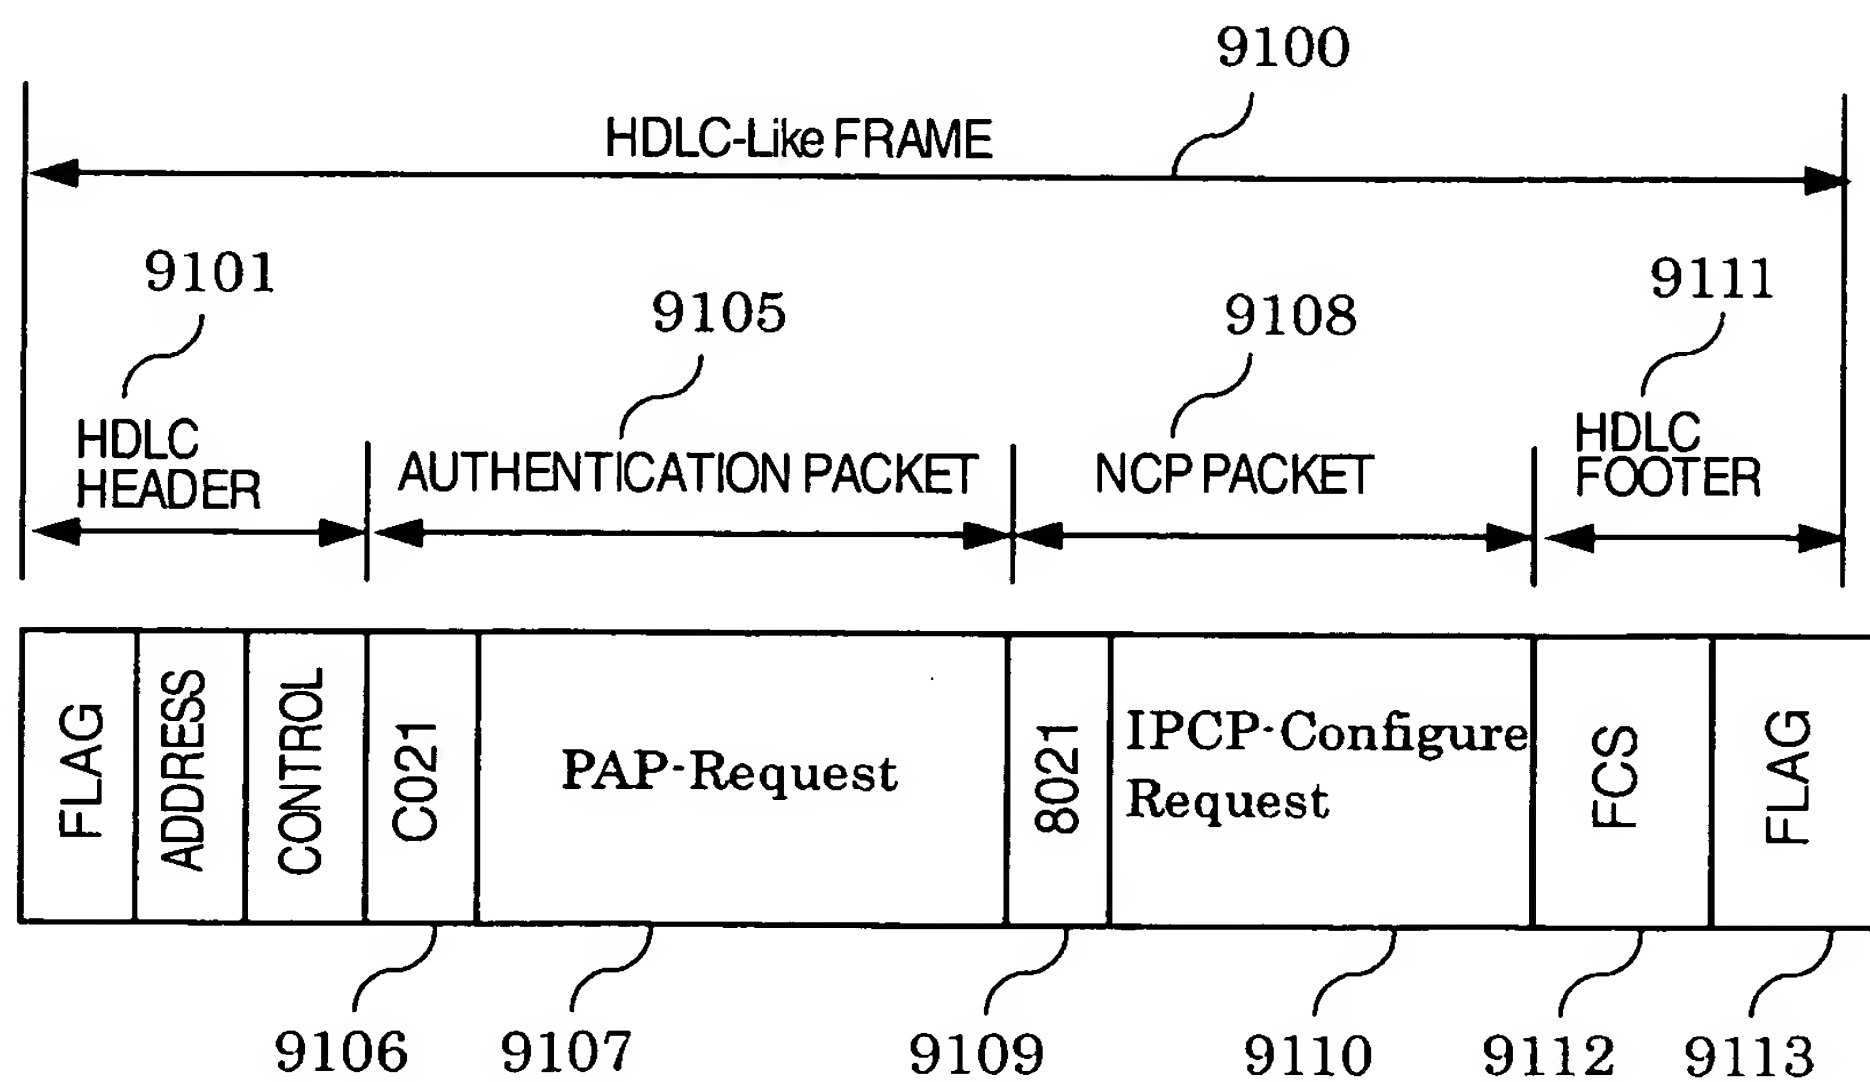 9100
HDLC-Like FRAME
9101
9105
9108
9111
HDLC
HEADER
AUTHENTICATION PACKET
NCP PACKET
HDLC
FOOTER
FLAG
ADDRESS
CONTROL
C021
PAP-Request
8021
IPCP-Configure
Request
FCS
FLAG
9106
9107
9109
9110
9112
9113